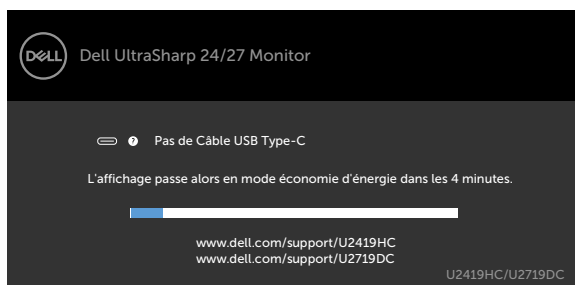 DELL
Dell UltraSharp 24/27 Monitor
? Pas de Câble USB Type-C
L'affichage passe alors en mode économie d'énergie dans les 4 minutes.
www.dell.com/support/U2419HC
www.dell.com/support/U2719DC
U2419HC/U2719DC